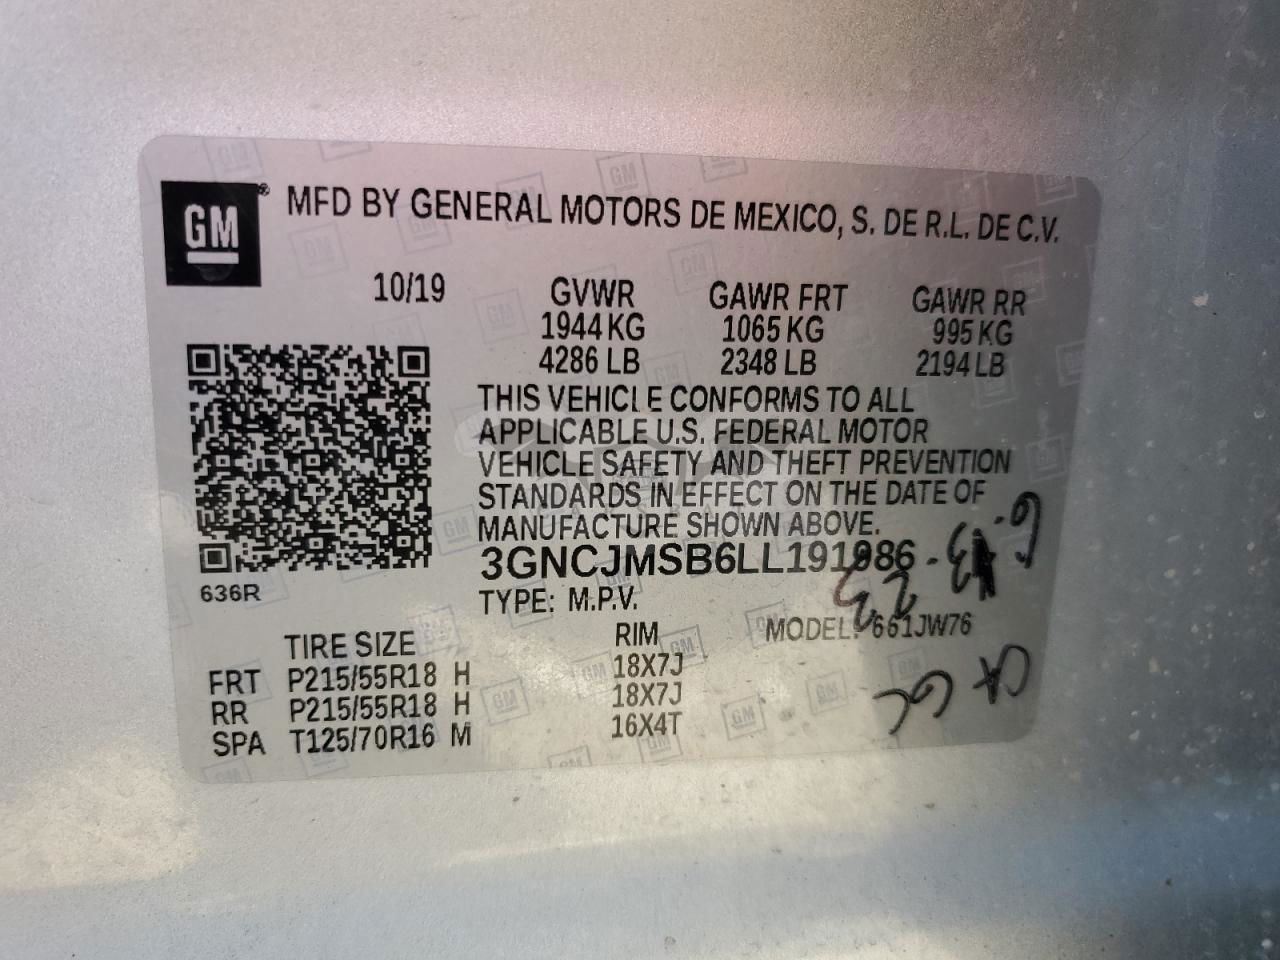 GM® MFD BY GENERAL MOTORS DE MEXICO, S. DE R.L. DE C.V.
10/19 GVWR GAWR FRT GAWR RR
1944 KG 1065 KG 995 KG
4286 LB 2348 LB 2194 LB
THIS VEHICLE CONFORMS TO ALL
APPLICABLE U.S. FEDERAL MOTOR
VEHICLE SAFETY AND THEFT PREVENTION
STANDARDS IN EFFECT ON THE DATE OF
MANUFACTURE SHOWN ABOVE.
3GNCJMSB6LL191986
636R
TYPE: M.P.V.
MODEL: 661JW76
TIRE SIZE RIM
FRT P215/55R18 H 18X7J
RR P215/55R18 H 18X7J
SPA T125/70R16 M 16X4T